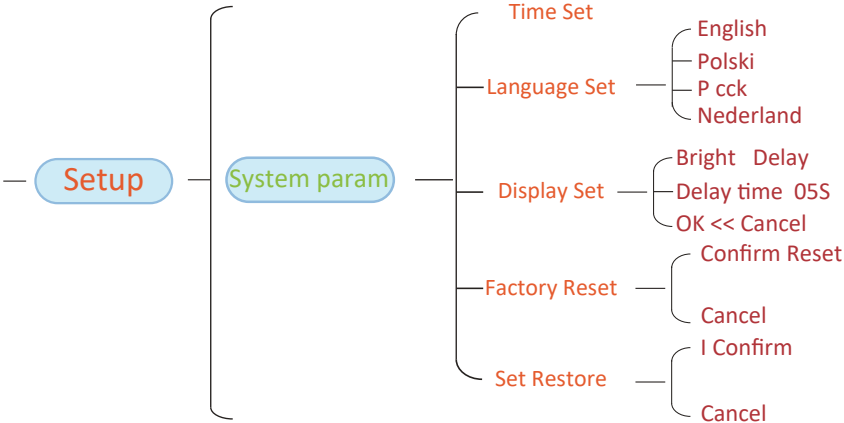 Setup
System param
Time Set
Language Set
English
Polski
P cck
Nederland
Display Set
Bright Delay
Delay time 05S
OK << Cancel
Factory Reset
Confirm Reset
Cancel
Set Restore
I Confirm
Cancel